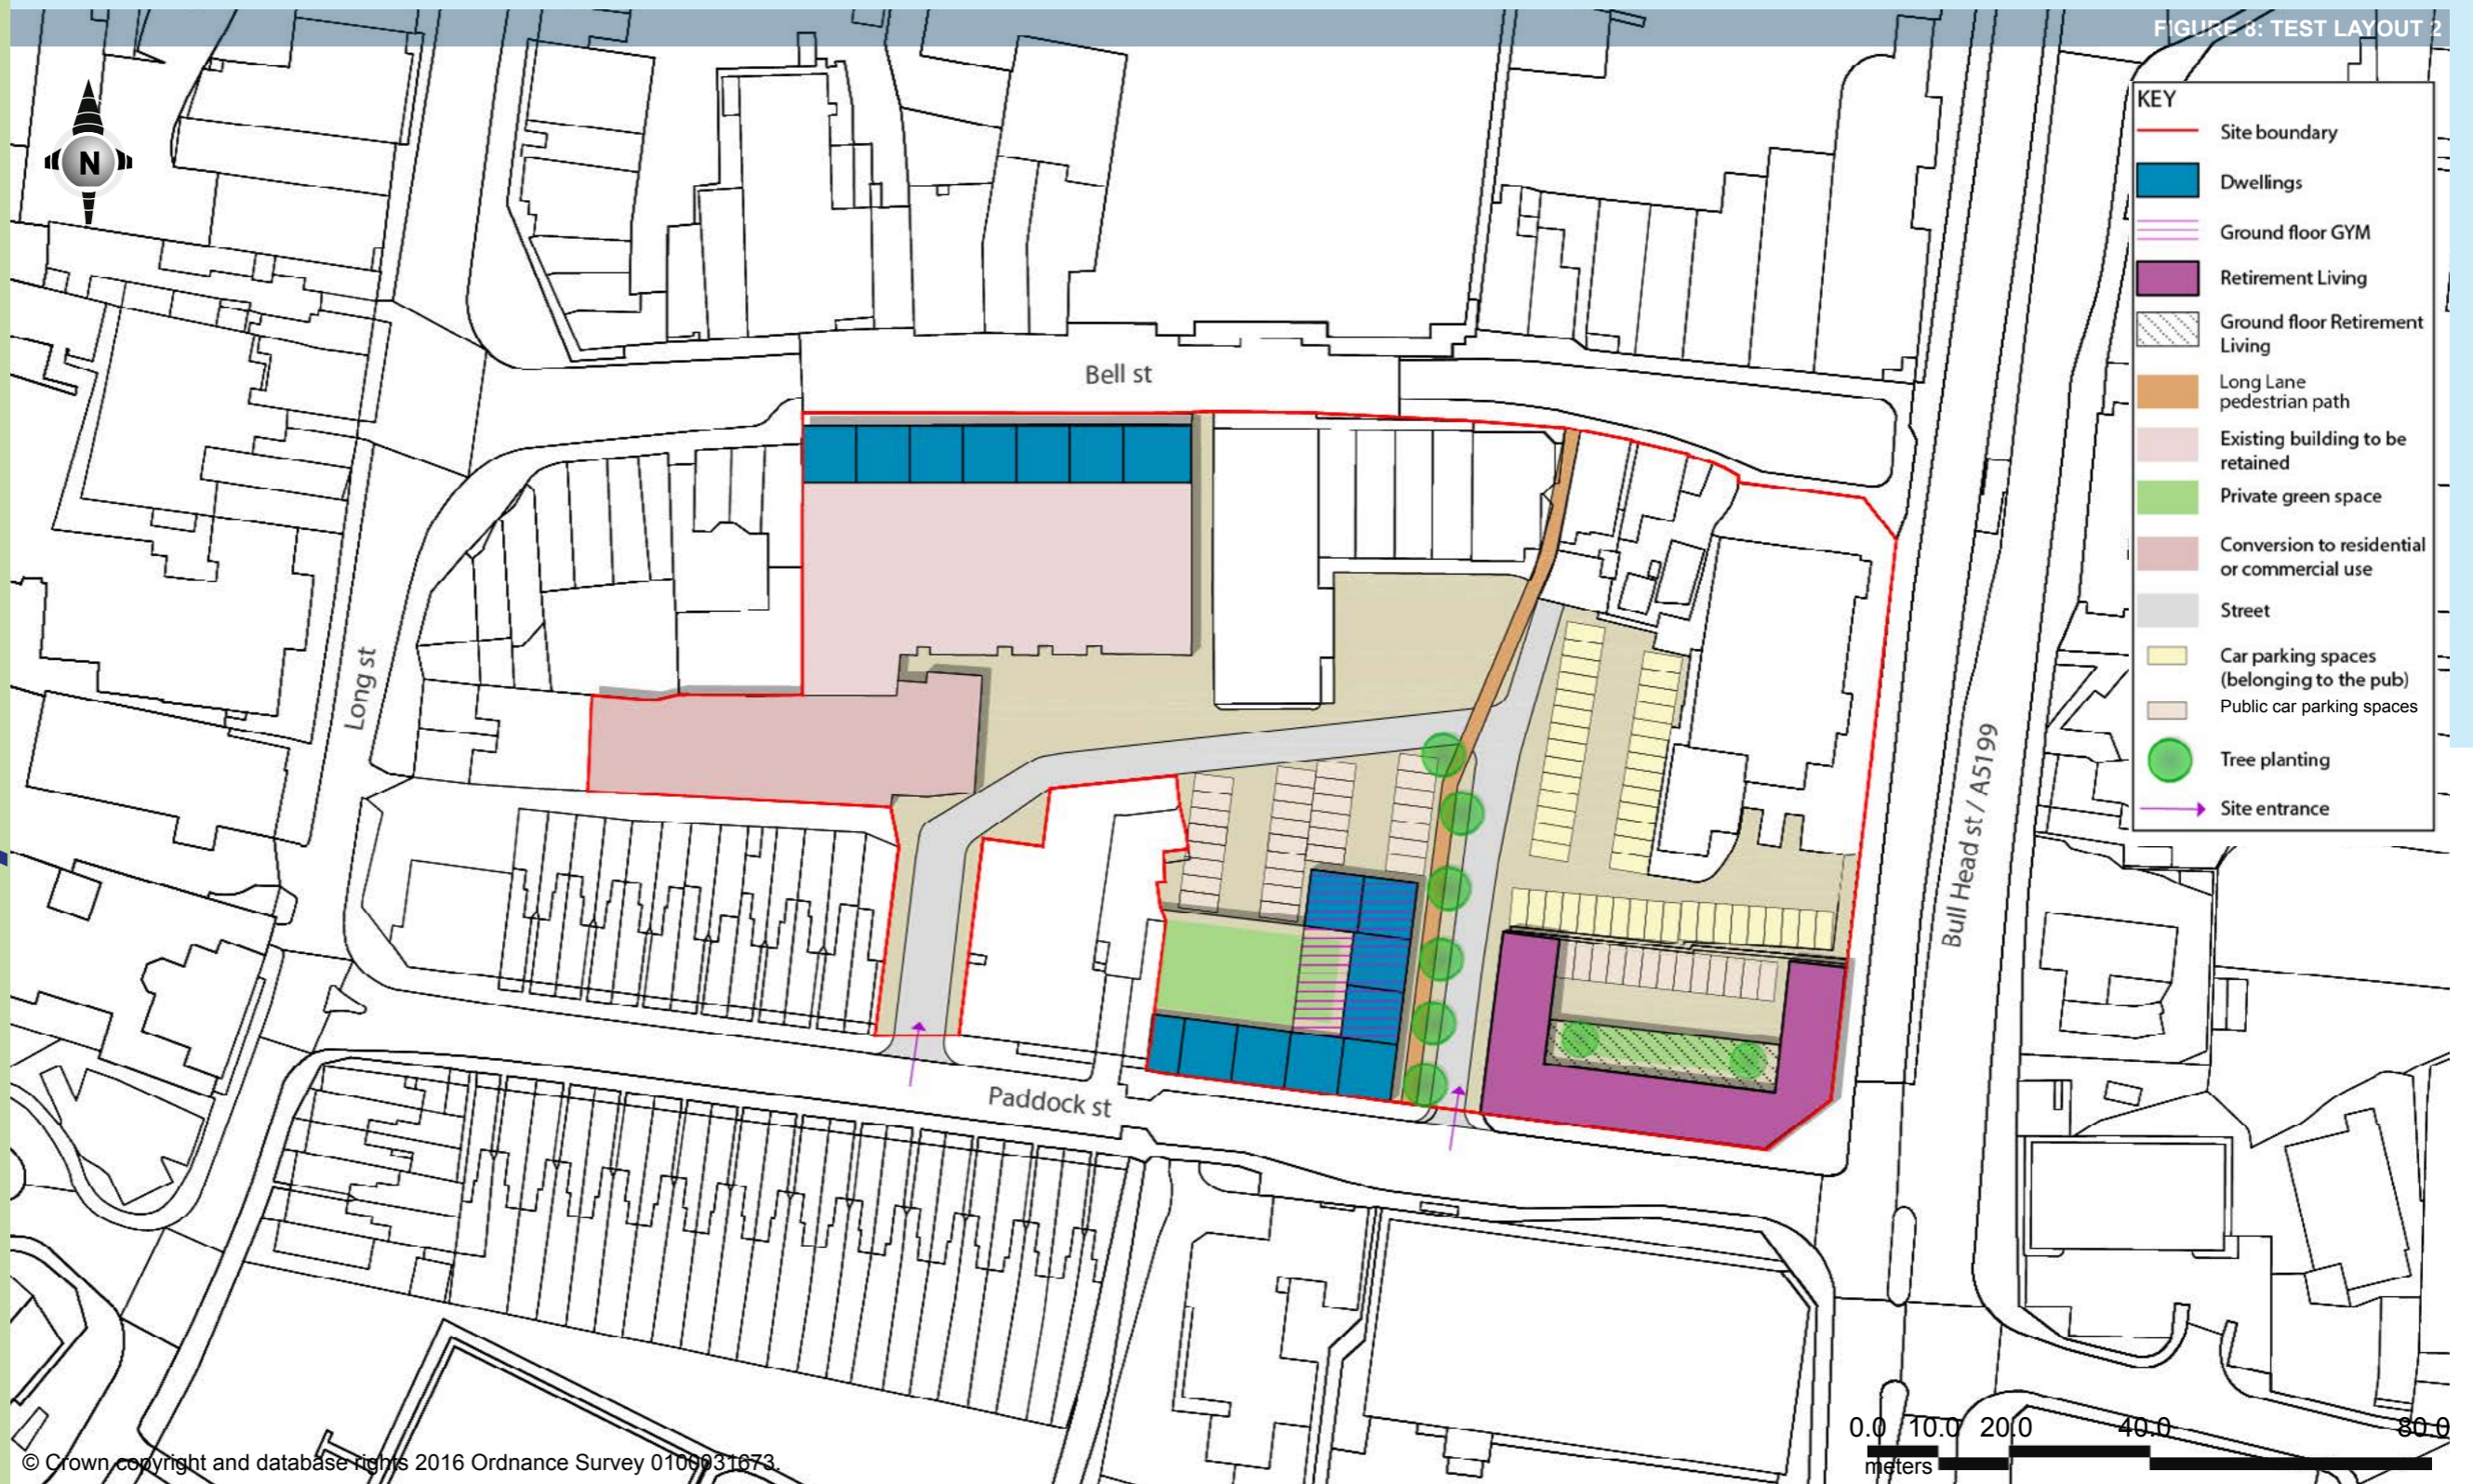 FIGURE 8: TEST LAYOUT 2
N
KEY
Site boundary
Dwellings
Ground floor GYM
Retirement Living
Ground floor Retirement
Living
Long Lane
pedestrian path
Existing building to be
retained
Private green space
Conversion to residential
or commercial use
Street
Car parking spaces
(belonging to the pub)
Public car parking spaces
Tree planting
Site entrance
Bell st
Long st
Bull Head st / A5199
Paddock st
0.0 10.0 20.0 40.0 80.0
meters
© Crown copyright and database rights 2016 Ordnance Survey 0100031673.